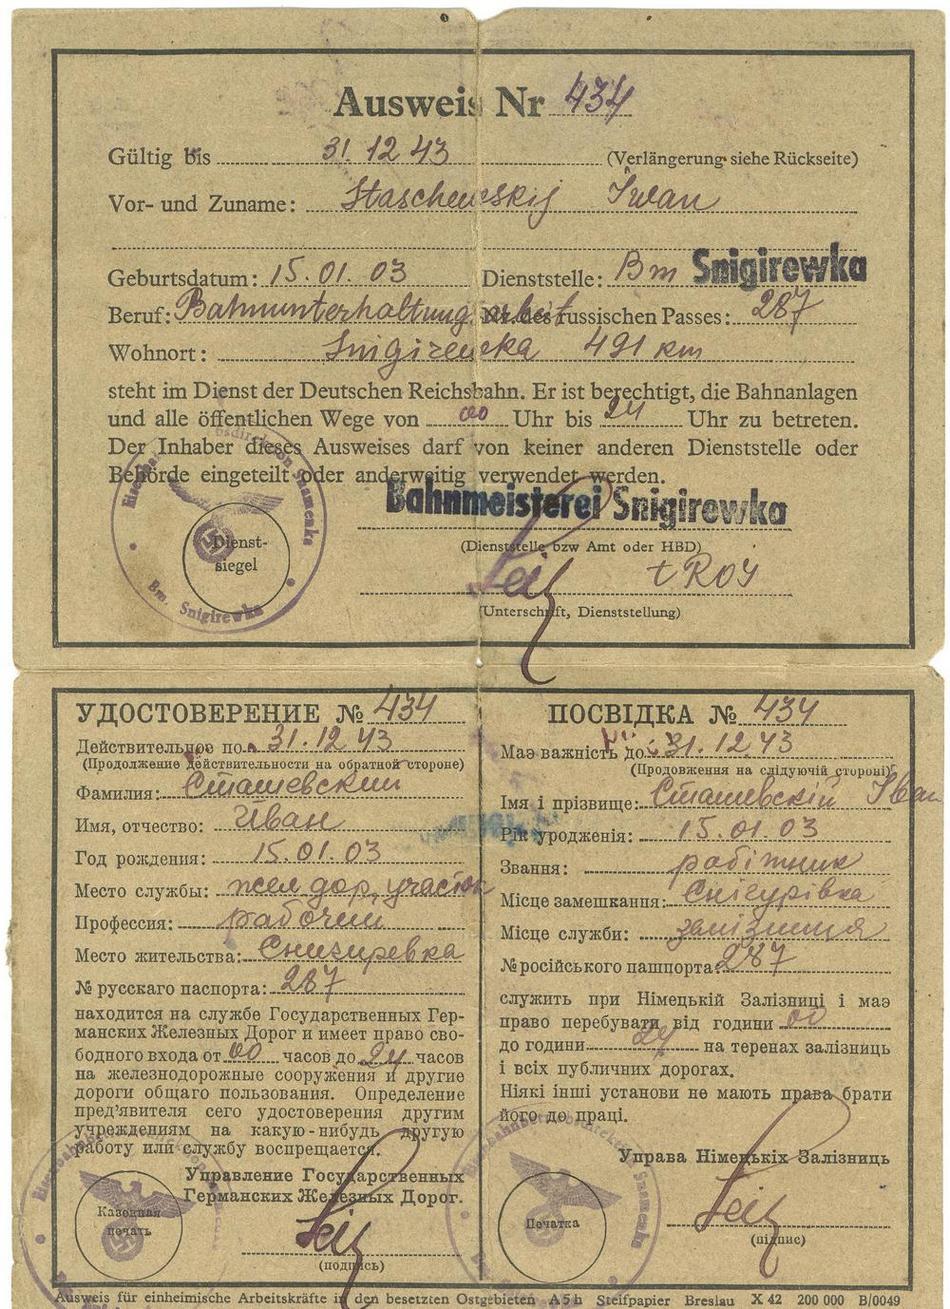 Ausweis Nr 434
Gültig bis 31.12 43 (Verlängerung siehe Rückseite)
Vor- und Zuname: Staschewskij Iwan
Geburtsdatum: 15.01.03 Dienststelle: Bm Snigirewka
Beruf: Bahnunterhaltungsarbeit Nr des russischen Passes: 287
Wohnort: Snigirewka 491 km
steht im Dienst der Deutschen Reichsbahn. Er ist berechtigt, die Bahnanlagen
und alle öffentlichen Wege von 00 Uhr bis 24 Uhr zu betreten.
Der Inhaber dieses Ausweises darf von keiner anderen Dienststelle oder
Behörde eingeteilt oder anderweitig verwendet werden.
Bahnmeisterei Snigirewka
(Dienststelle bzw Amt oder HBD)
Dienst-
siegel
Bm. Snigirewka
tROJ
(Unterschrift, Dienststellung)
УДОСТОВЕРЕНИЕ № 434
Действительное по 31.12 43
(Продолжение действительности на обратной стороне)
Фамилия: Сташевский
Имя, отчество: Иван
Год рождения: 15.01.03
Место службы: жел дор, участок
Профессия: рабочий
Место жительства: Снигиревка
№ русскаго паспорта: 287
находится на службе Государственных Гер-
манских Железных Дорог и имеет право сво-
бодного входа от 00 часов до 24 часов
на железнодорожные сооружения и другие
дороги общаго пользования. Определение
пред’явителя сего удостоверения другим
учреждениям на какую-нибудь другую
работу или службу воспрещается.
Управление Государственных
Германских Железных Дорог.
Казенная
печать
(подпись)
ПОСВІДКА № 434
Маэ важність до 31.12 43
(Продовження на слідуючій стороні)
Імя і прізвище: Сташевскій Іван
Рік уродженія: 15.01.03
Звання: робітник
Місце замешкання: Снігурівка
Місце служби: залізниця
№ російського пашпорта: 287
служить при Німецькій Залізниці і маэ
право перебувати від години 00
до години 24 на теренах залізниць
і всіх публичних дорогах.
Ніякі інші установи не мають права брати
його до праці.
Управа Німецькіх Залізниць
Печатка
(підпис)
Ausweis für einheimische Arbeitskräfte in den besetzten Ostgebieten A5h Steifpapier Breslau X 42 200 000 B/0049